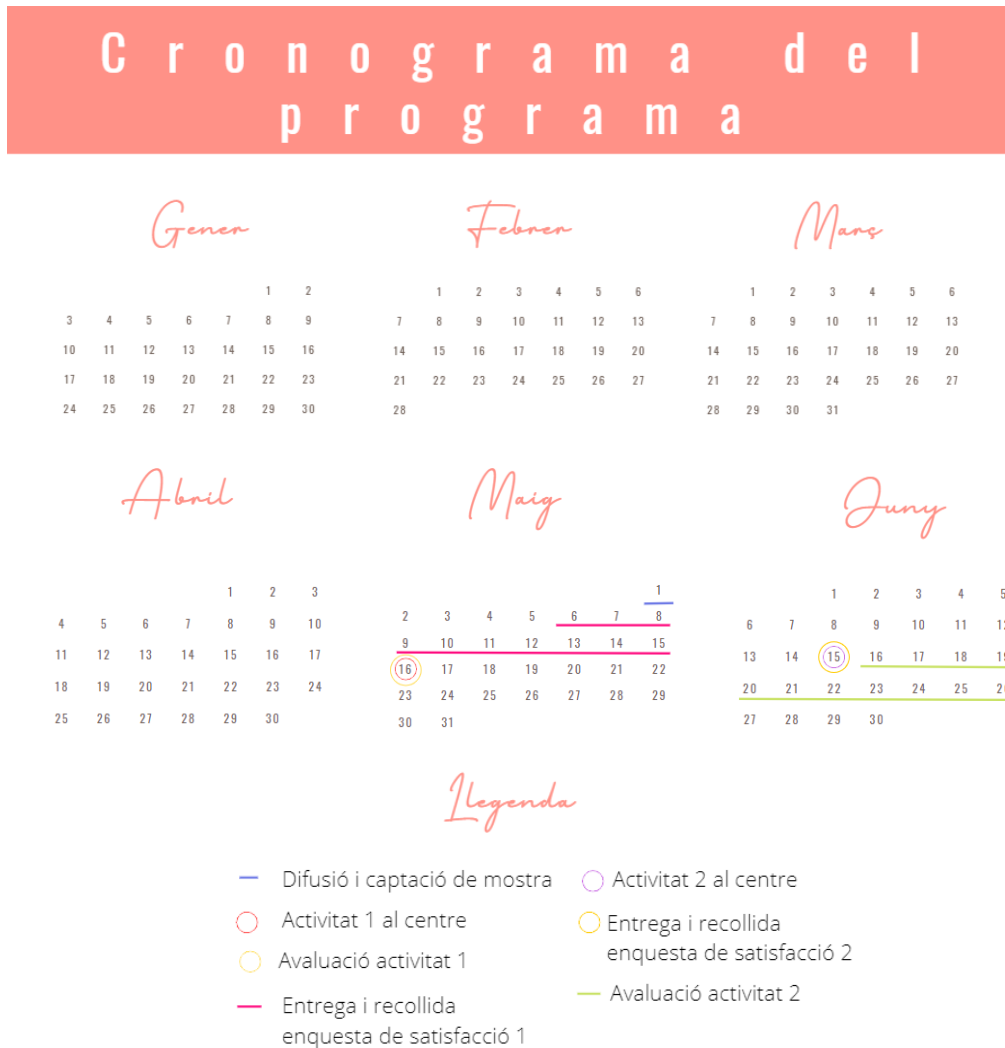 Cronograma del
programa
Gener
1 2
3 4 5 6 7 8 9
10 11 12 13 14 15 16
17 18 19 20 21 22 23
24 25 26 27 28 29 30
Febrer
1 2 3 4 5 6
7 8 9 10 11 12 13
14 15 16 17 18 19 20
21 22 23 24 25 26 27
28
Març
1 2 3 4 5 6
7 8 9 10 11 12 13
14 15 16 17 18 19 20
21 22 23 24 25 26 27
28 29 30 31
Abril
1 2 3
4 5 6 7 8 9 10
11 12 13 14 15 16 17
18 19 20 21 22 23 24
25 26 27 28 29 30
Maig
1
2 3 4 5 6 7 8
9 10 11 12 13 14 15
16 17 18 19 20 21 22
23 24 25 26 27 28 29
30 31
Juny
1 2 3 4 5
6 7 8 9 10 11 12
13 14 15 16 17 18 19
20 21 22 23 24 25
27 28 29 30
Llegenda
Difusió i captació de mostra
Activitat 1 al centre
Avaluació activitat 1
Entrega i recollida
enquesta de satisfacció 1
Activitat 2 al centre
Entrega i recollida
enquesta de satisfacció 2
Avaluació activitat 2